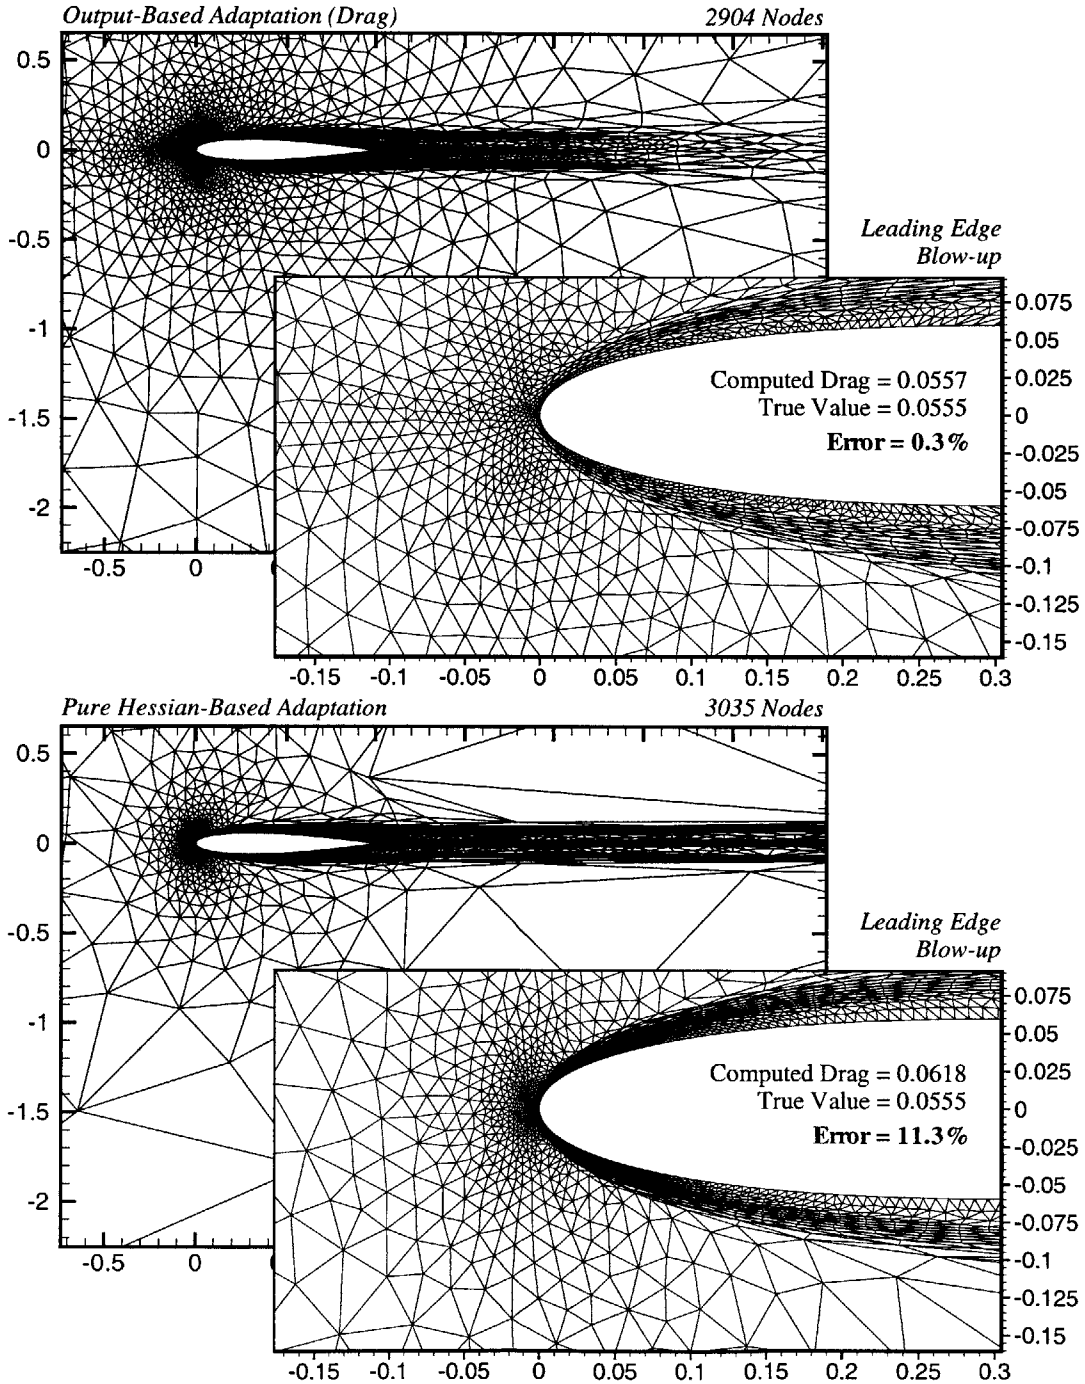 Output-Based Adaptation (Drag) 2904 Nodes
0.5
0
-0.5
-1
-1.5
-2
-0.5 0
Leading Edge
Blow-up
0.075
0.05
0.025
0
-0.025
-0.05
-0.075
-0.1
-0.125
-0.15
Computed Drag = 0.0557
True Value = 0.0555
Error = 0.3%
-0.15 -0.1 -0.05 0 0.05 0.1 0.15 0.2 0.25 0.3
Pure Hessian-Based Adaptation 3035 Nodes
0.5
0
-0.5
-1
-1.5
-2
-0.5 0
Leading Edge
Blow-up
0.075
0.05
0.025
0
-0.025
-0.05
-0.075
-0.1
-0.125
-0.15
Computed Drag = 0.0618
True Value = 0.0555
Error = 11.3%
-0.15 -0.1 -0.05 0 0.05 0.1 0.15 0.2 0.25 0.3